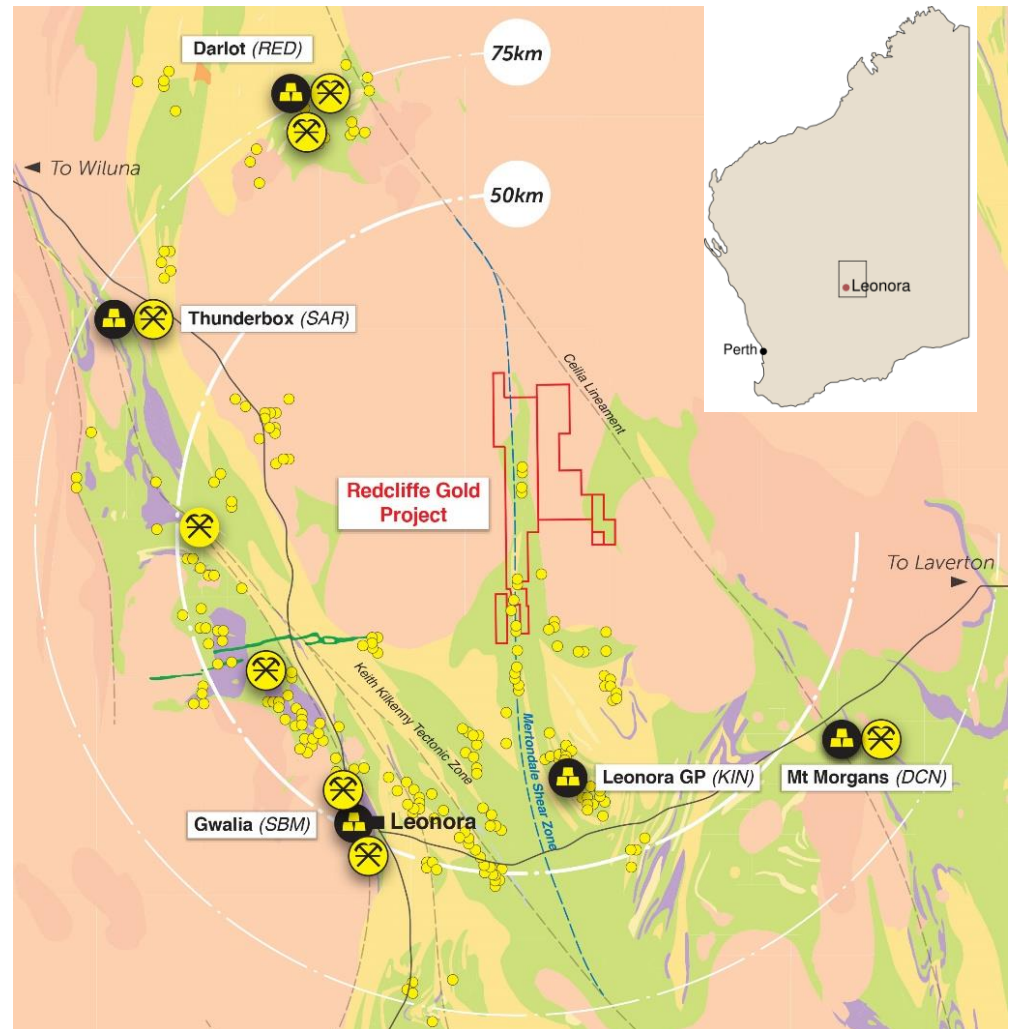 Darlot (RED)
75km
To Wiluna
50km
Leonora
Perth
Thunderbox (SAR)
Ceilia Lineament
Redcliffe Gold
Project
To Laverton
Keith Kilkenny Tectonic Zone
Mertondale Shear Zone
Leonora GP (KIN)
Mt Morgans (DCN)
Gwalia (SBM)
Leonora